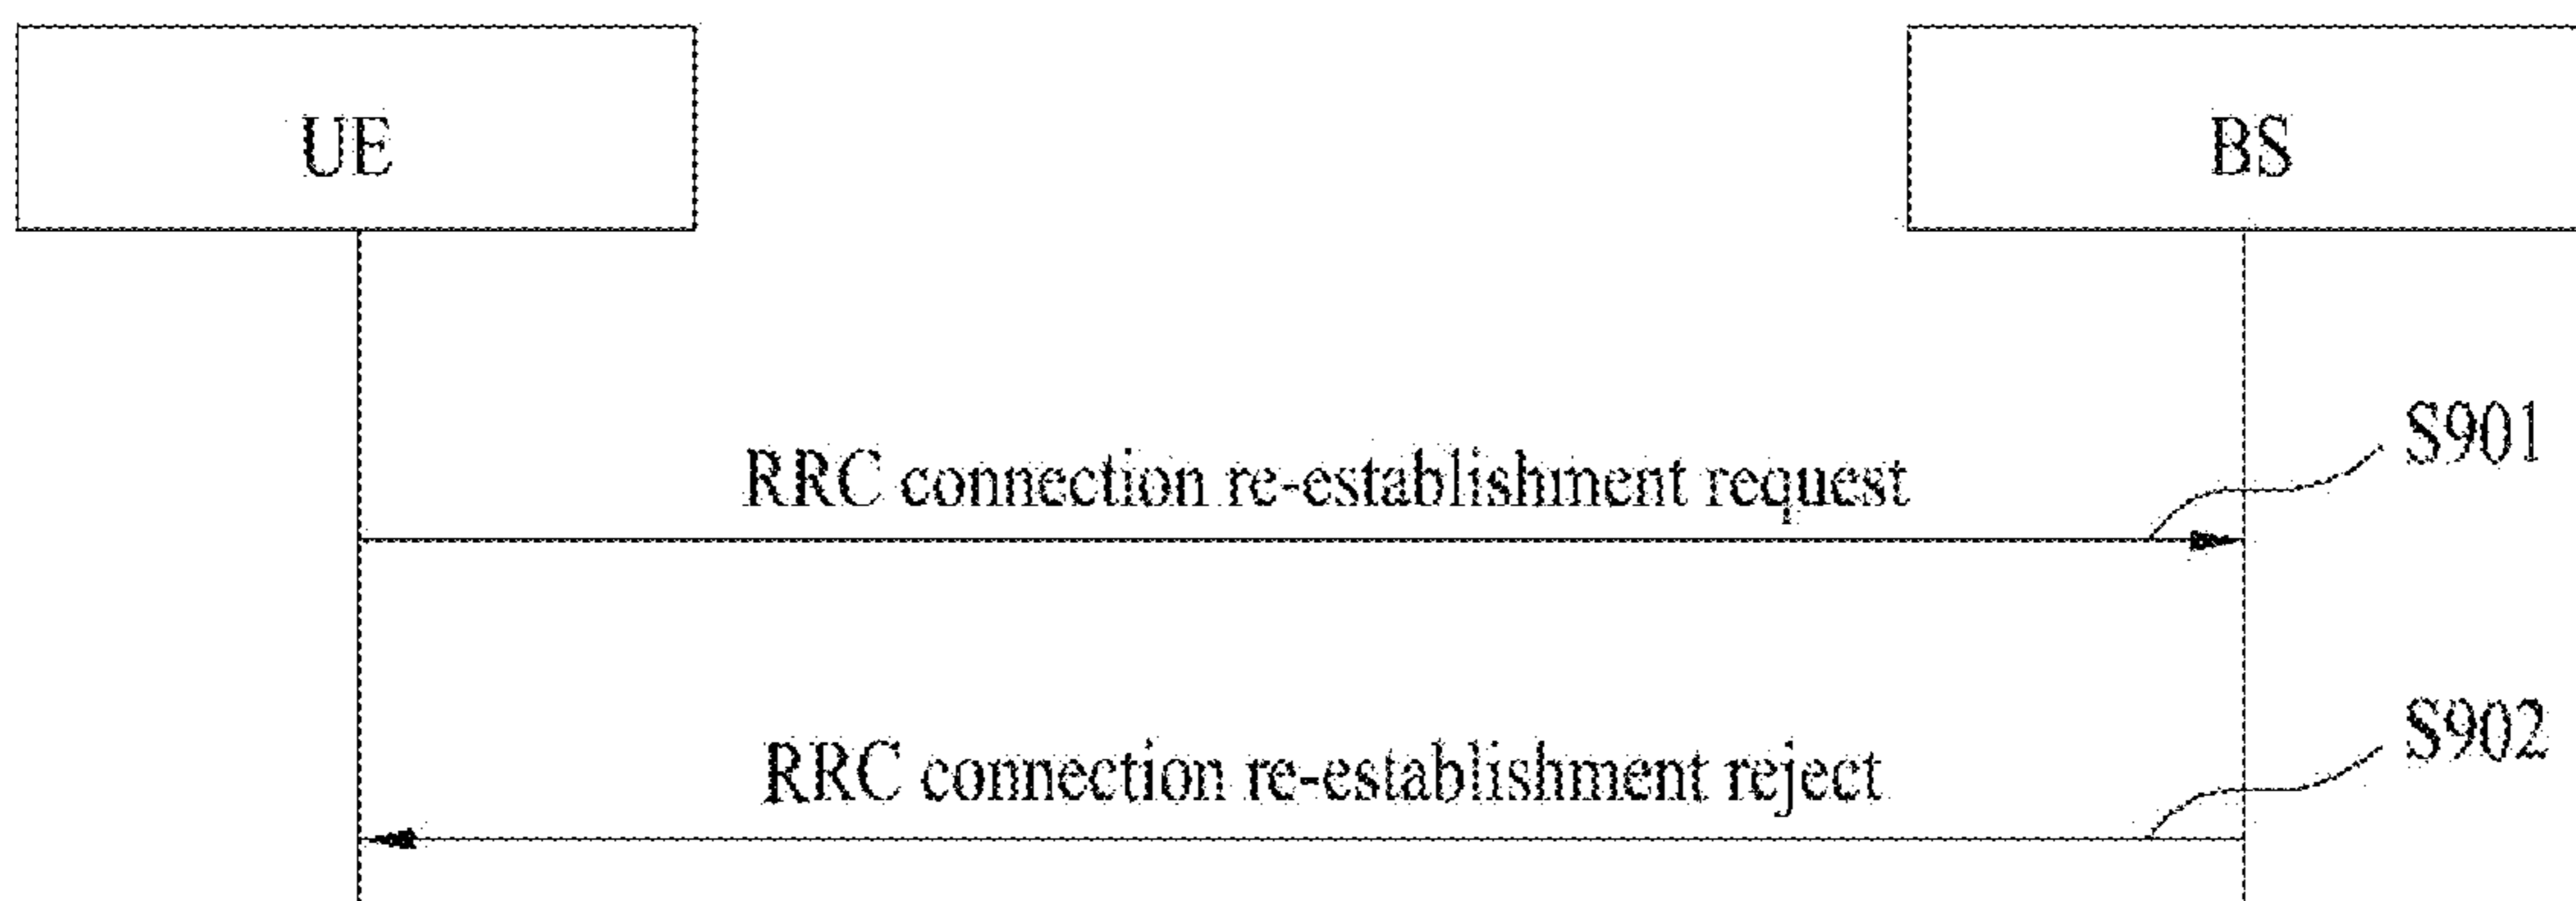 UE
BS
S901
RRC connection re-establishment request
S902
RRC connection re-establishment reject